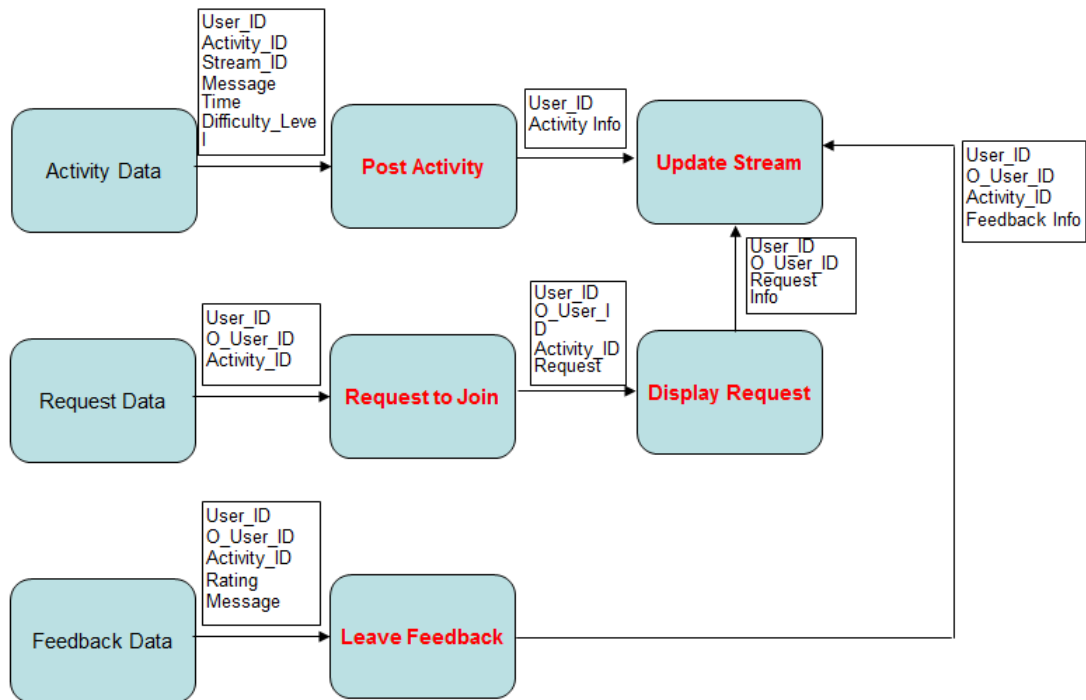 User_ID
Activity_ID
Stream_ID
Message
Time
Difficulty_Leve
l
User_ID
Activity Info
Activity Data
Post Activity
Update Stream
User_ID
O_User_ID
Activity_ID
Feedback Info
User_ID
O_User_ID
Request
Info
User_ID
O_User_ID
Activity_ID
User_ID
O_User_I
D
Activity_ID
Request
Request Data
Request to Join
Display Request
User_ID
O_User_ID
Activity_ID
Rating
Message
Feedback Data
Leave Feedback